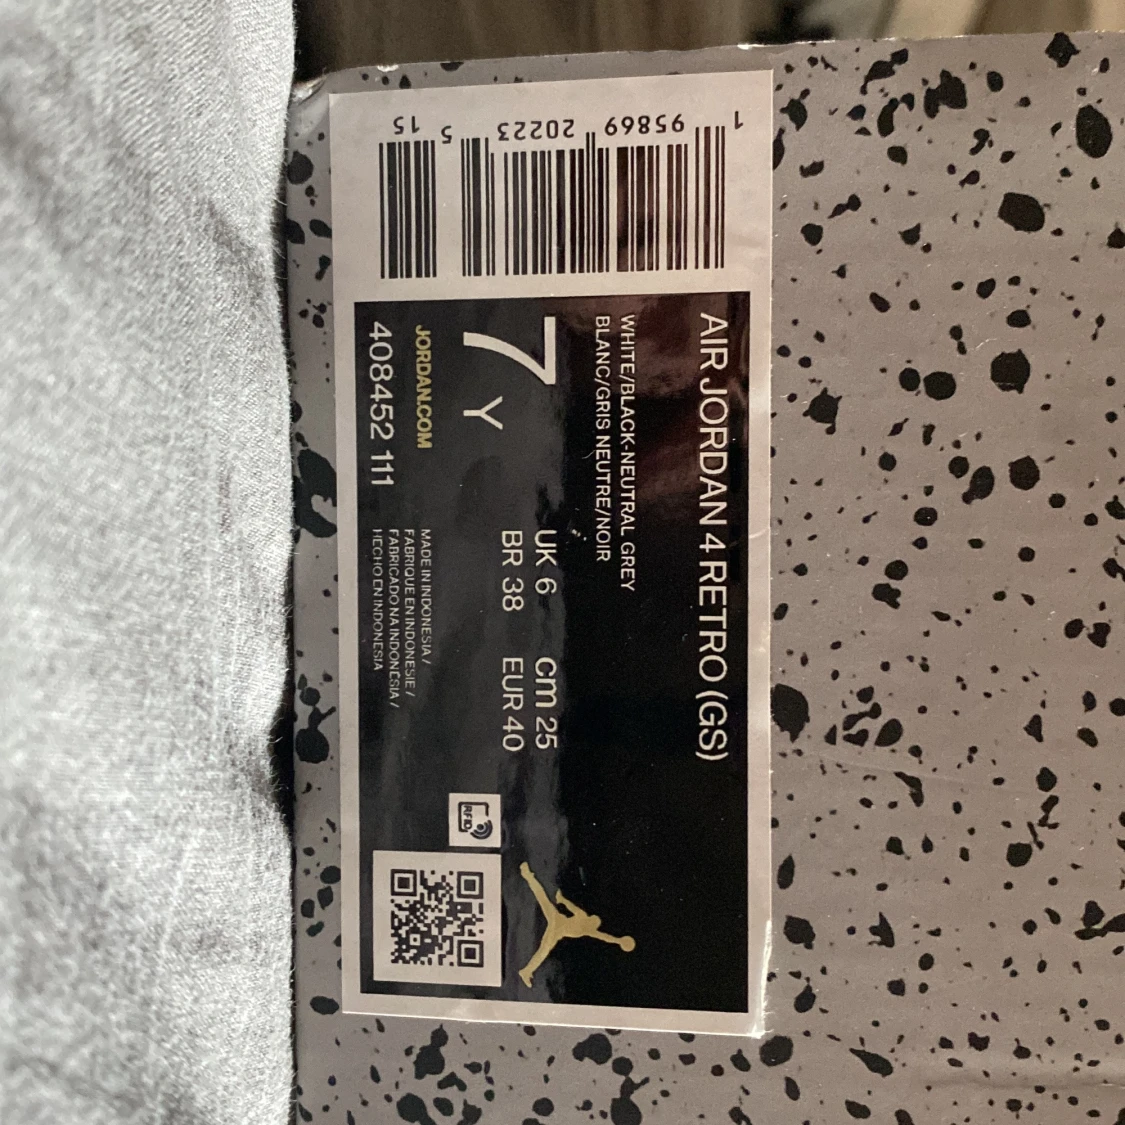 1 95869 20223 5 15
AIR JORDAN 4 RETRO (GS)
WHITE/BLACK-NEUTRAL GREY
BLANC/GRIS NEUTRE/NOIR
7 Y
UK 6 cm 25
BR 38 EUR 40
RFID
JORDAN.COM
408452 111
MADE IN INDONESIA /
FABRIQUE EN INDONESIE /
FABRICADO NA INDONÉSIA /
HECHO EN INDONESIA